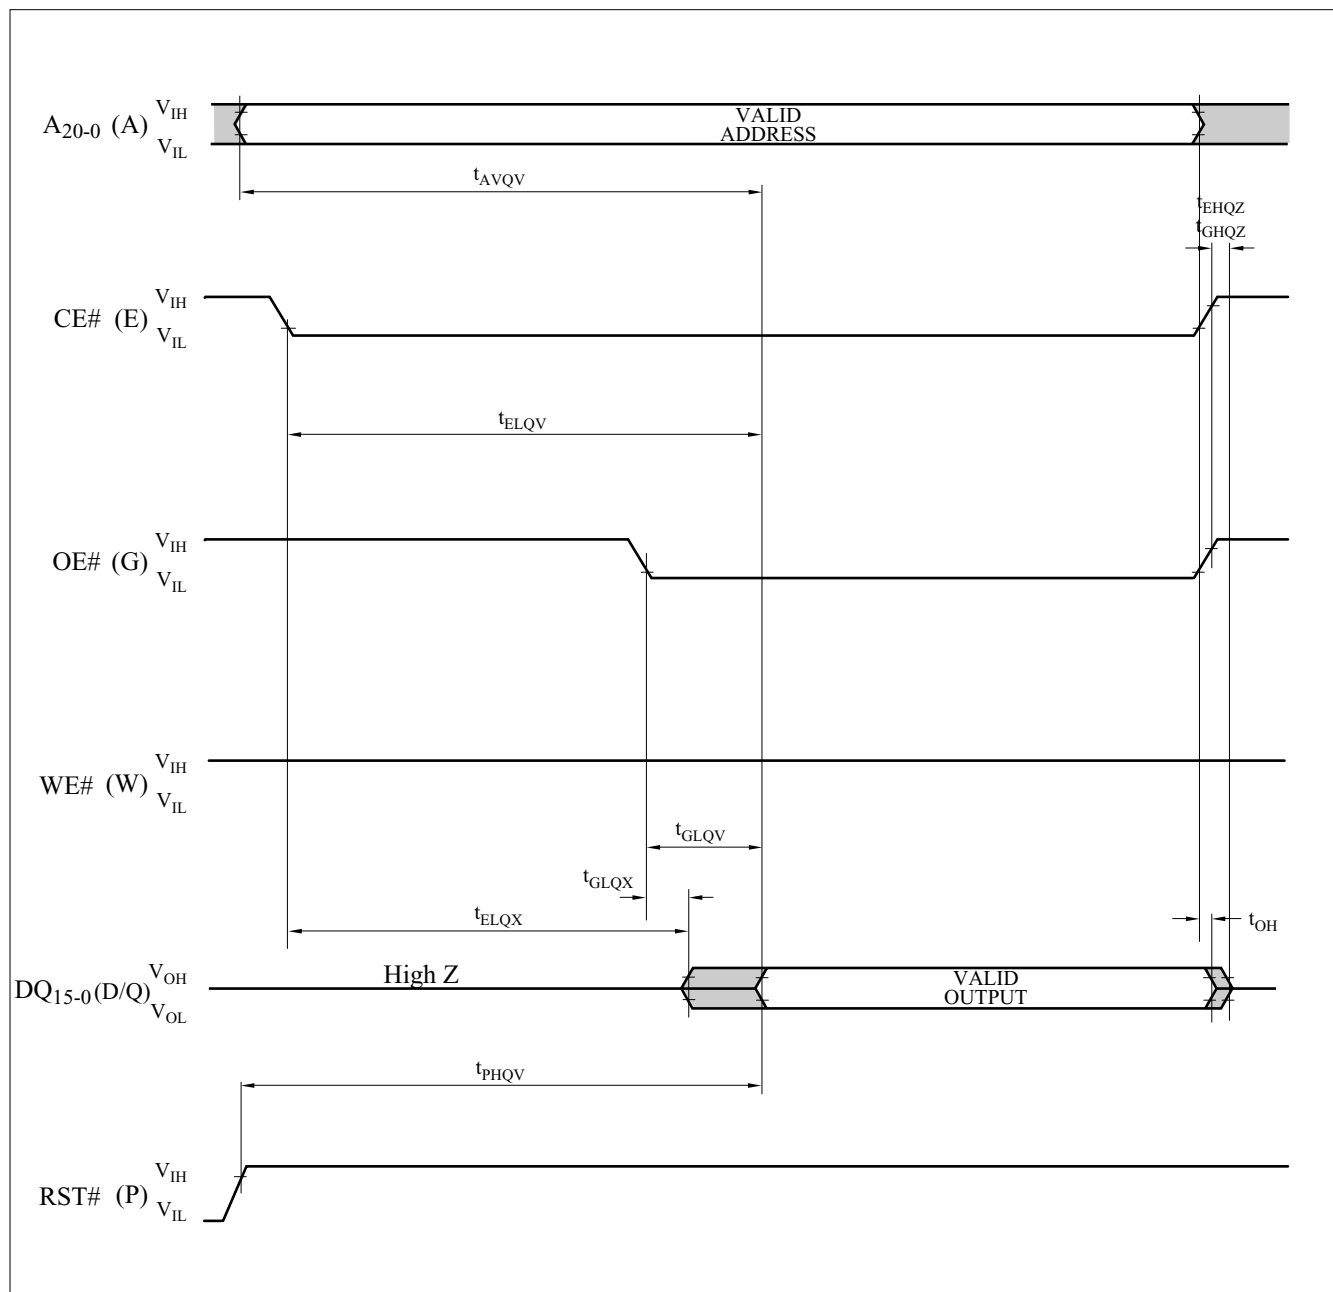 A20-0 (A) VIH
VIL
VALID
ADDRESS
tAVQV
tEHQZ
tGHQZ
CE# (E) VIH
VIL
tELQV
OE# (G) VIH
VIL
WE# (W) VIH
VIL
tGLQV
tGLQX
tELQX
tOH
DQ15-0 (D/Q) VOH
VOL
High Z
VALID
OUTPUT
tPHQV
RST# (P) VIH
VIL